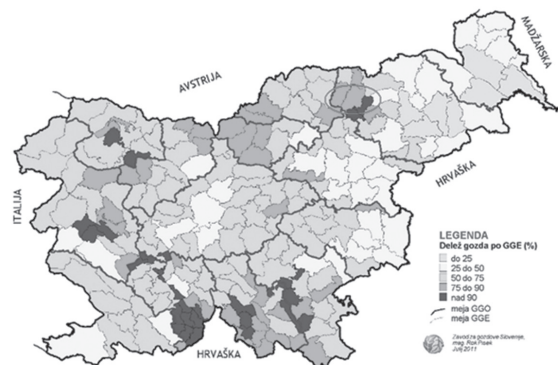 MADŽARSKA
AVSTRIJA
HRVAŠKA
ITALIJA
HRVAŠKA
LEGENDA
Delež gozda po GGE (%)
do 25
25 do 50
50 do 75
75 do 90
nad 90
meja GGO
meja GGE
Zavod za gozdove Slovenije,
mag. Rok Pisek
Julij 2011